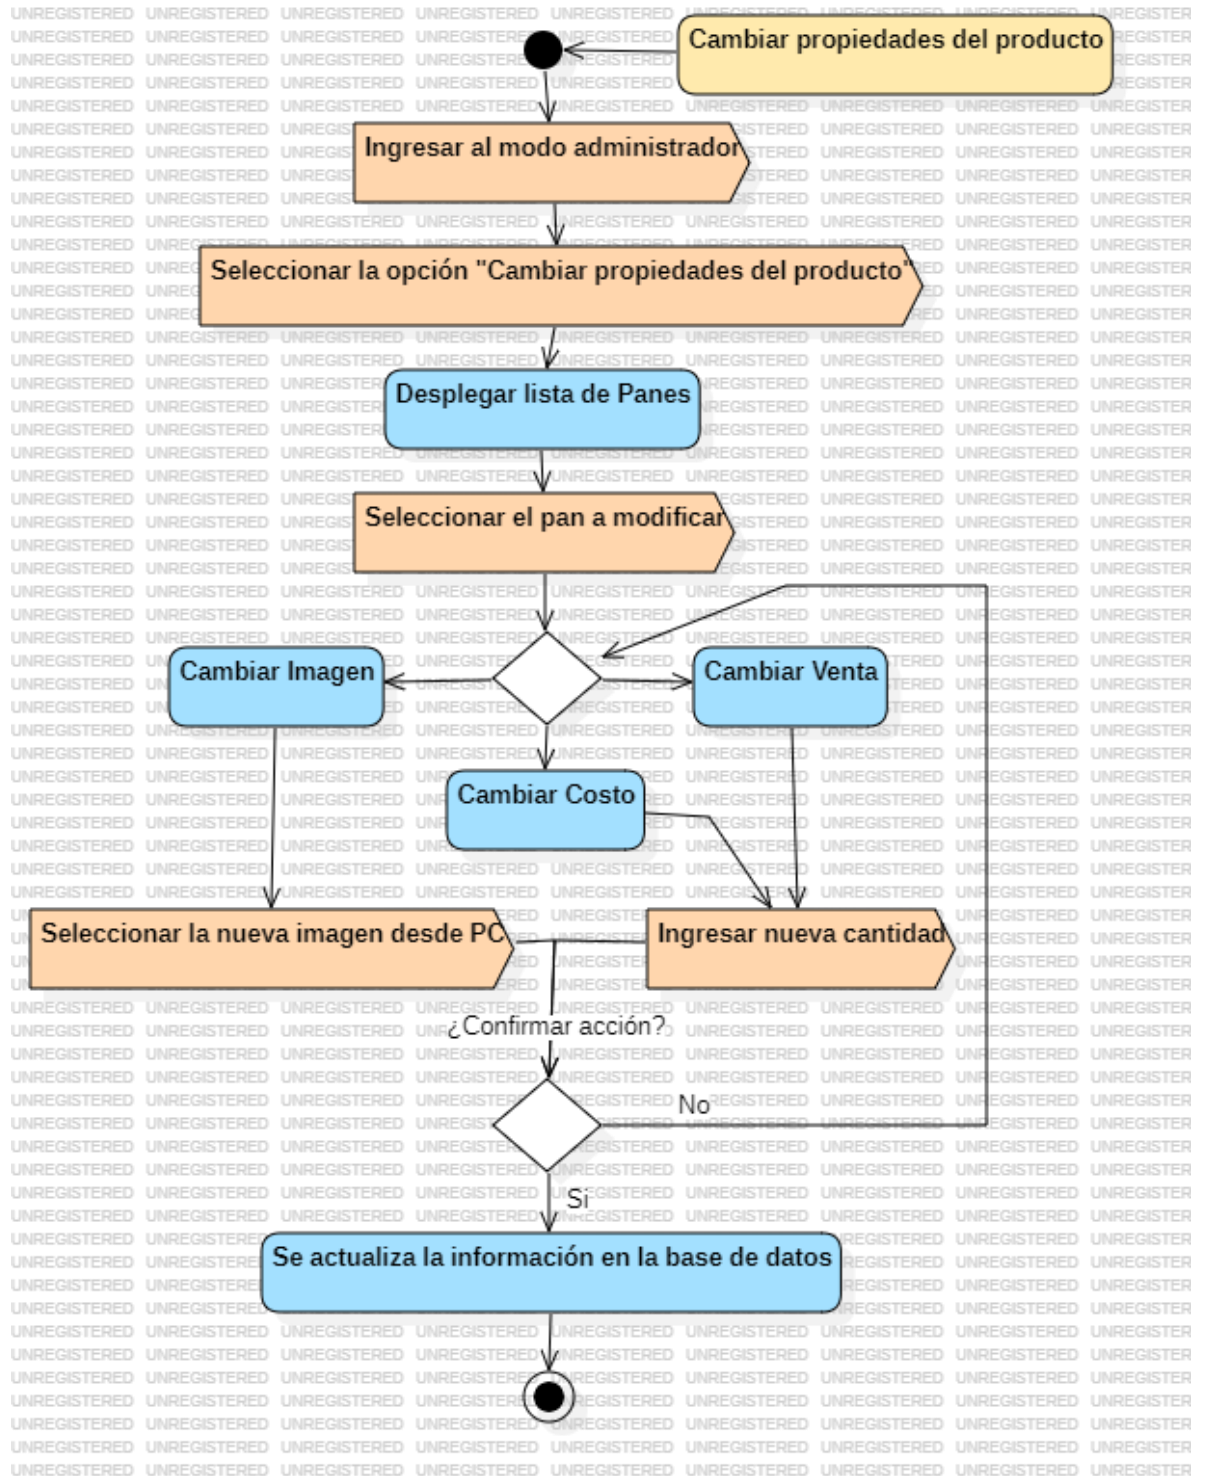 Cambiar propiedades del producto
Ingresar al modo administrador
Seleccionar la opción "Cambiar propiedades del producto"
Desplegar lista de Panes
Seleccionar el pan a modificar
Cambiar Imagen
Cambiar Venta
Cambiar Costo
Seleccionar la nueva imagen desde PC
Ingresar nueva cantidad
¿Confirmar acción?
No
Si
Se actualiza la información en la base de datos
UNREGISTERED